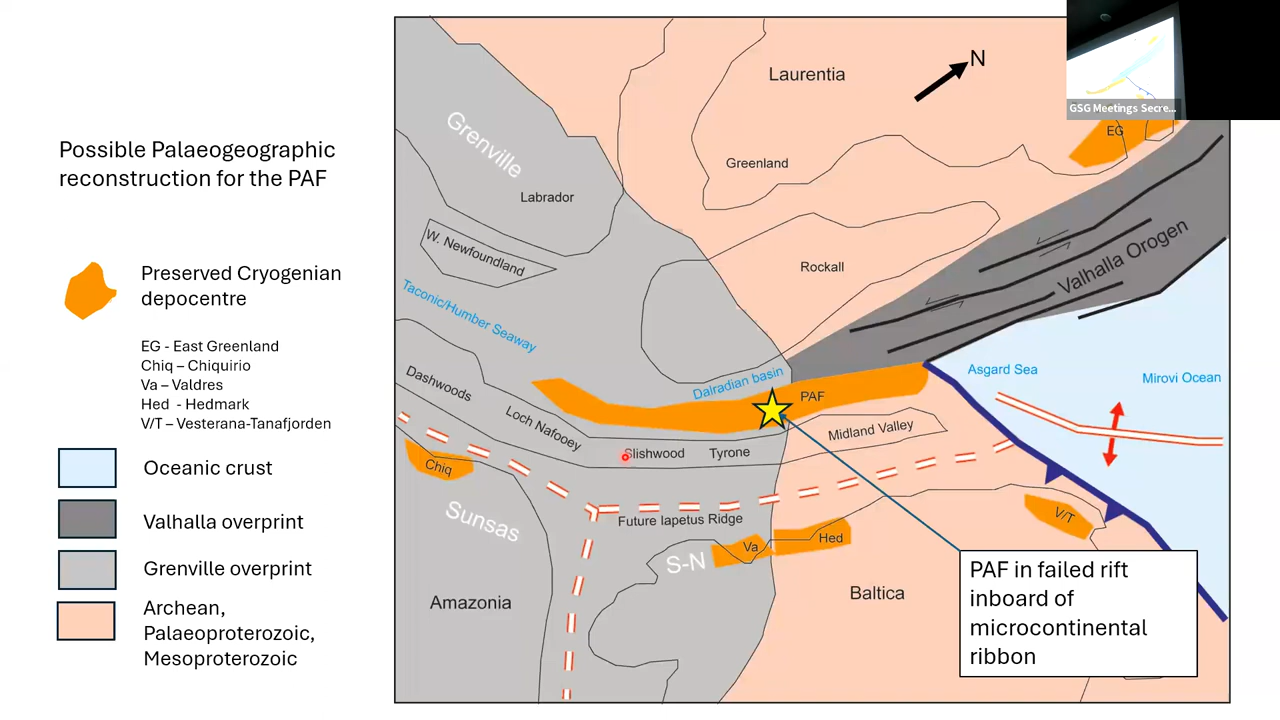 Possible Palaeogeographic
reconstruction for the PAF
Preserved Cryogenian
depocentre
EG - East Greenland
Chiq – Chiquirio
Va – Valdres
Hed - Hedmark
V/T – Vesterana-Tanafjorden
Oceanic crust
Valhalla overprint
Grenville overprint
Archean,
Palaeoproterozoic,
Mesoproterozoic
Laurentia
N
GSG Meetings Secre...
EG
Grenville
Greenland
Labrador
W. Newfoundland
Rockall
Valhalla Orogen
Taconic/Humber Seaway
Dalradian basin
Asgard Sea
Mirovi Ocean
Dashwoods
PAF
Loch Nafooey
Midland Valley
Slishwood
Tyrone
Chiq
Sunsas
Future Iapetus Ridge
V/T
Va
Hed
S-N
Amazonia
Baltica
PAF in failed rift
inboard of
microcontinental
ribbon